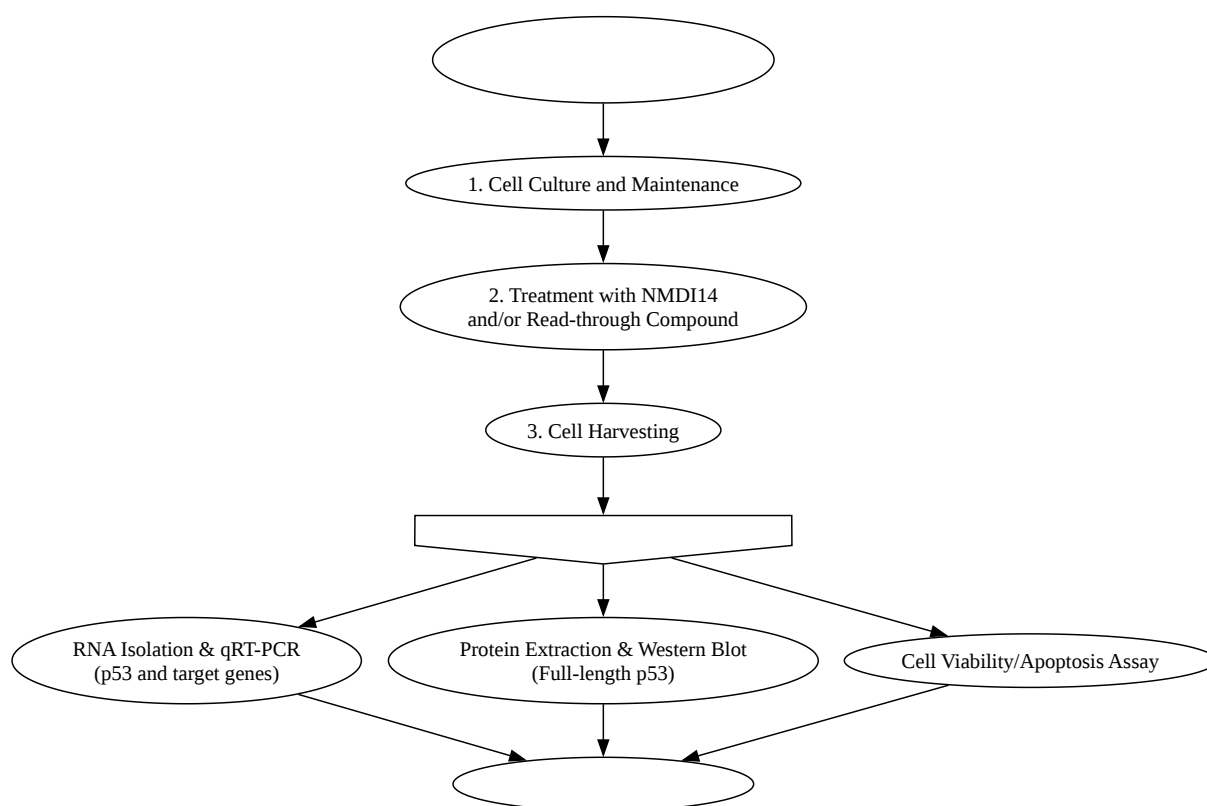 1. Cell Culture and Maintenance
2. Treatment with NMDI14
and/or Read-through Compound
3. Cell Harvesting
RNA Isolation & qRT-PCR
(p53 and target genes)
Protein Extraction & Western Blot
(Full-length p53)
Cell Viability/Apoptosis Assay